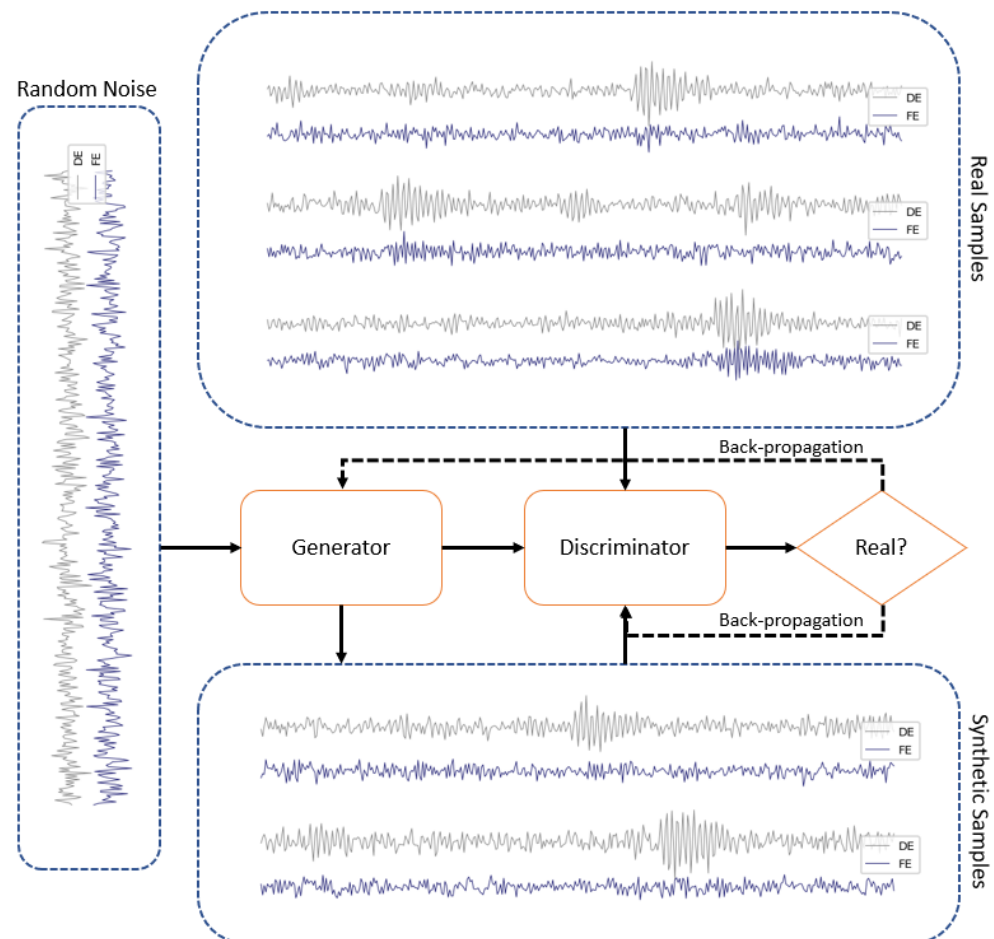 Random Noise
DE
FE
DE
FE
DE
FE
DE
FE
Real Samples
Back-propagation
Generator
Discriminator
Real?
Back-propagation
DE
FE
DE
FE
Synthetic Samples